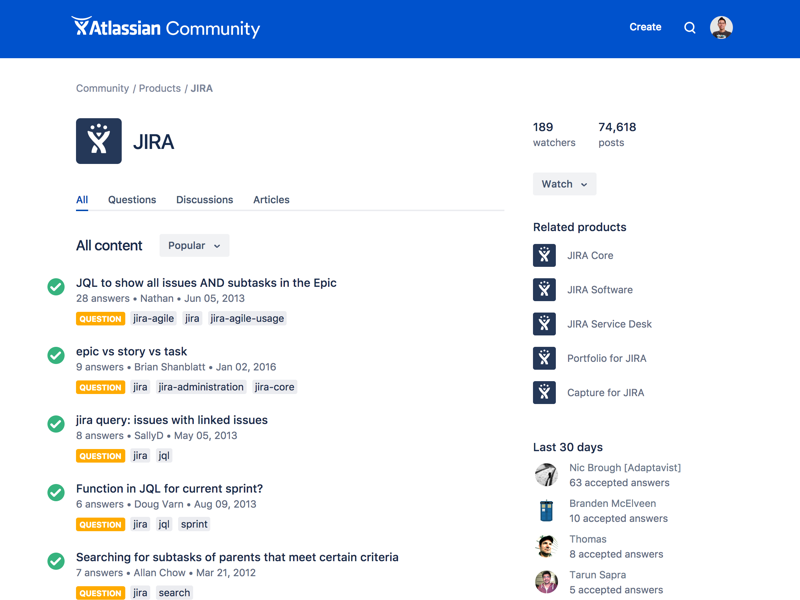 Atlassian Community
Create
Community / Products / JIRA
JIRA
All Questions Discussions Articles
All content Popular
JQL to show all issues AND subtasks in the Epic
28 answers • Nathan • Jun 05, 2013
QUESTION jira-agile jira jira-agile-usage
epic vs story vs task
9 answers • Brian Shanblatt • Jan 02, 2016
QUESTION jira jira-administration jira-core
jira query: issues with linked issues
8 answers • SallyD • May 05, 2013
QUESTION jira jql
Function in JQL for current sprint?
6 answers • Doug Varn • Aug 09, 2013
QUESTION jira jql sprint
Searching for subtasks of parents that meet certain criteria
7 answers • Allan Chow • Mar 21, 2012
QUESTION jira search
189 74,618
watchers posts
Watch
Related products
JIRA Core
JIRA Software
JIRA Service Desk
Portfolio for JIRA
Capture for JIRA
Last 30 days
Nic Brough [Adaptavist]
63 accepted answers
Branden McElveen
10 accepted answers
Thomas
8 accepted answers
Tarun Sapra
5 accepted answers